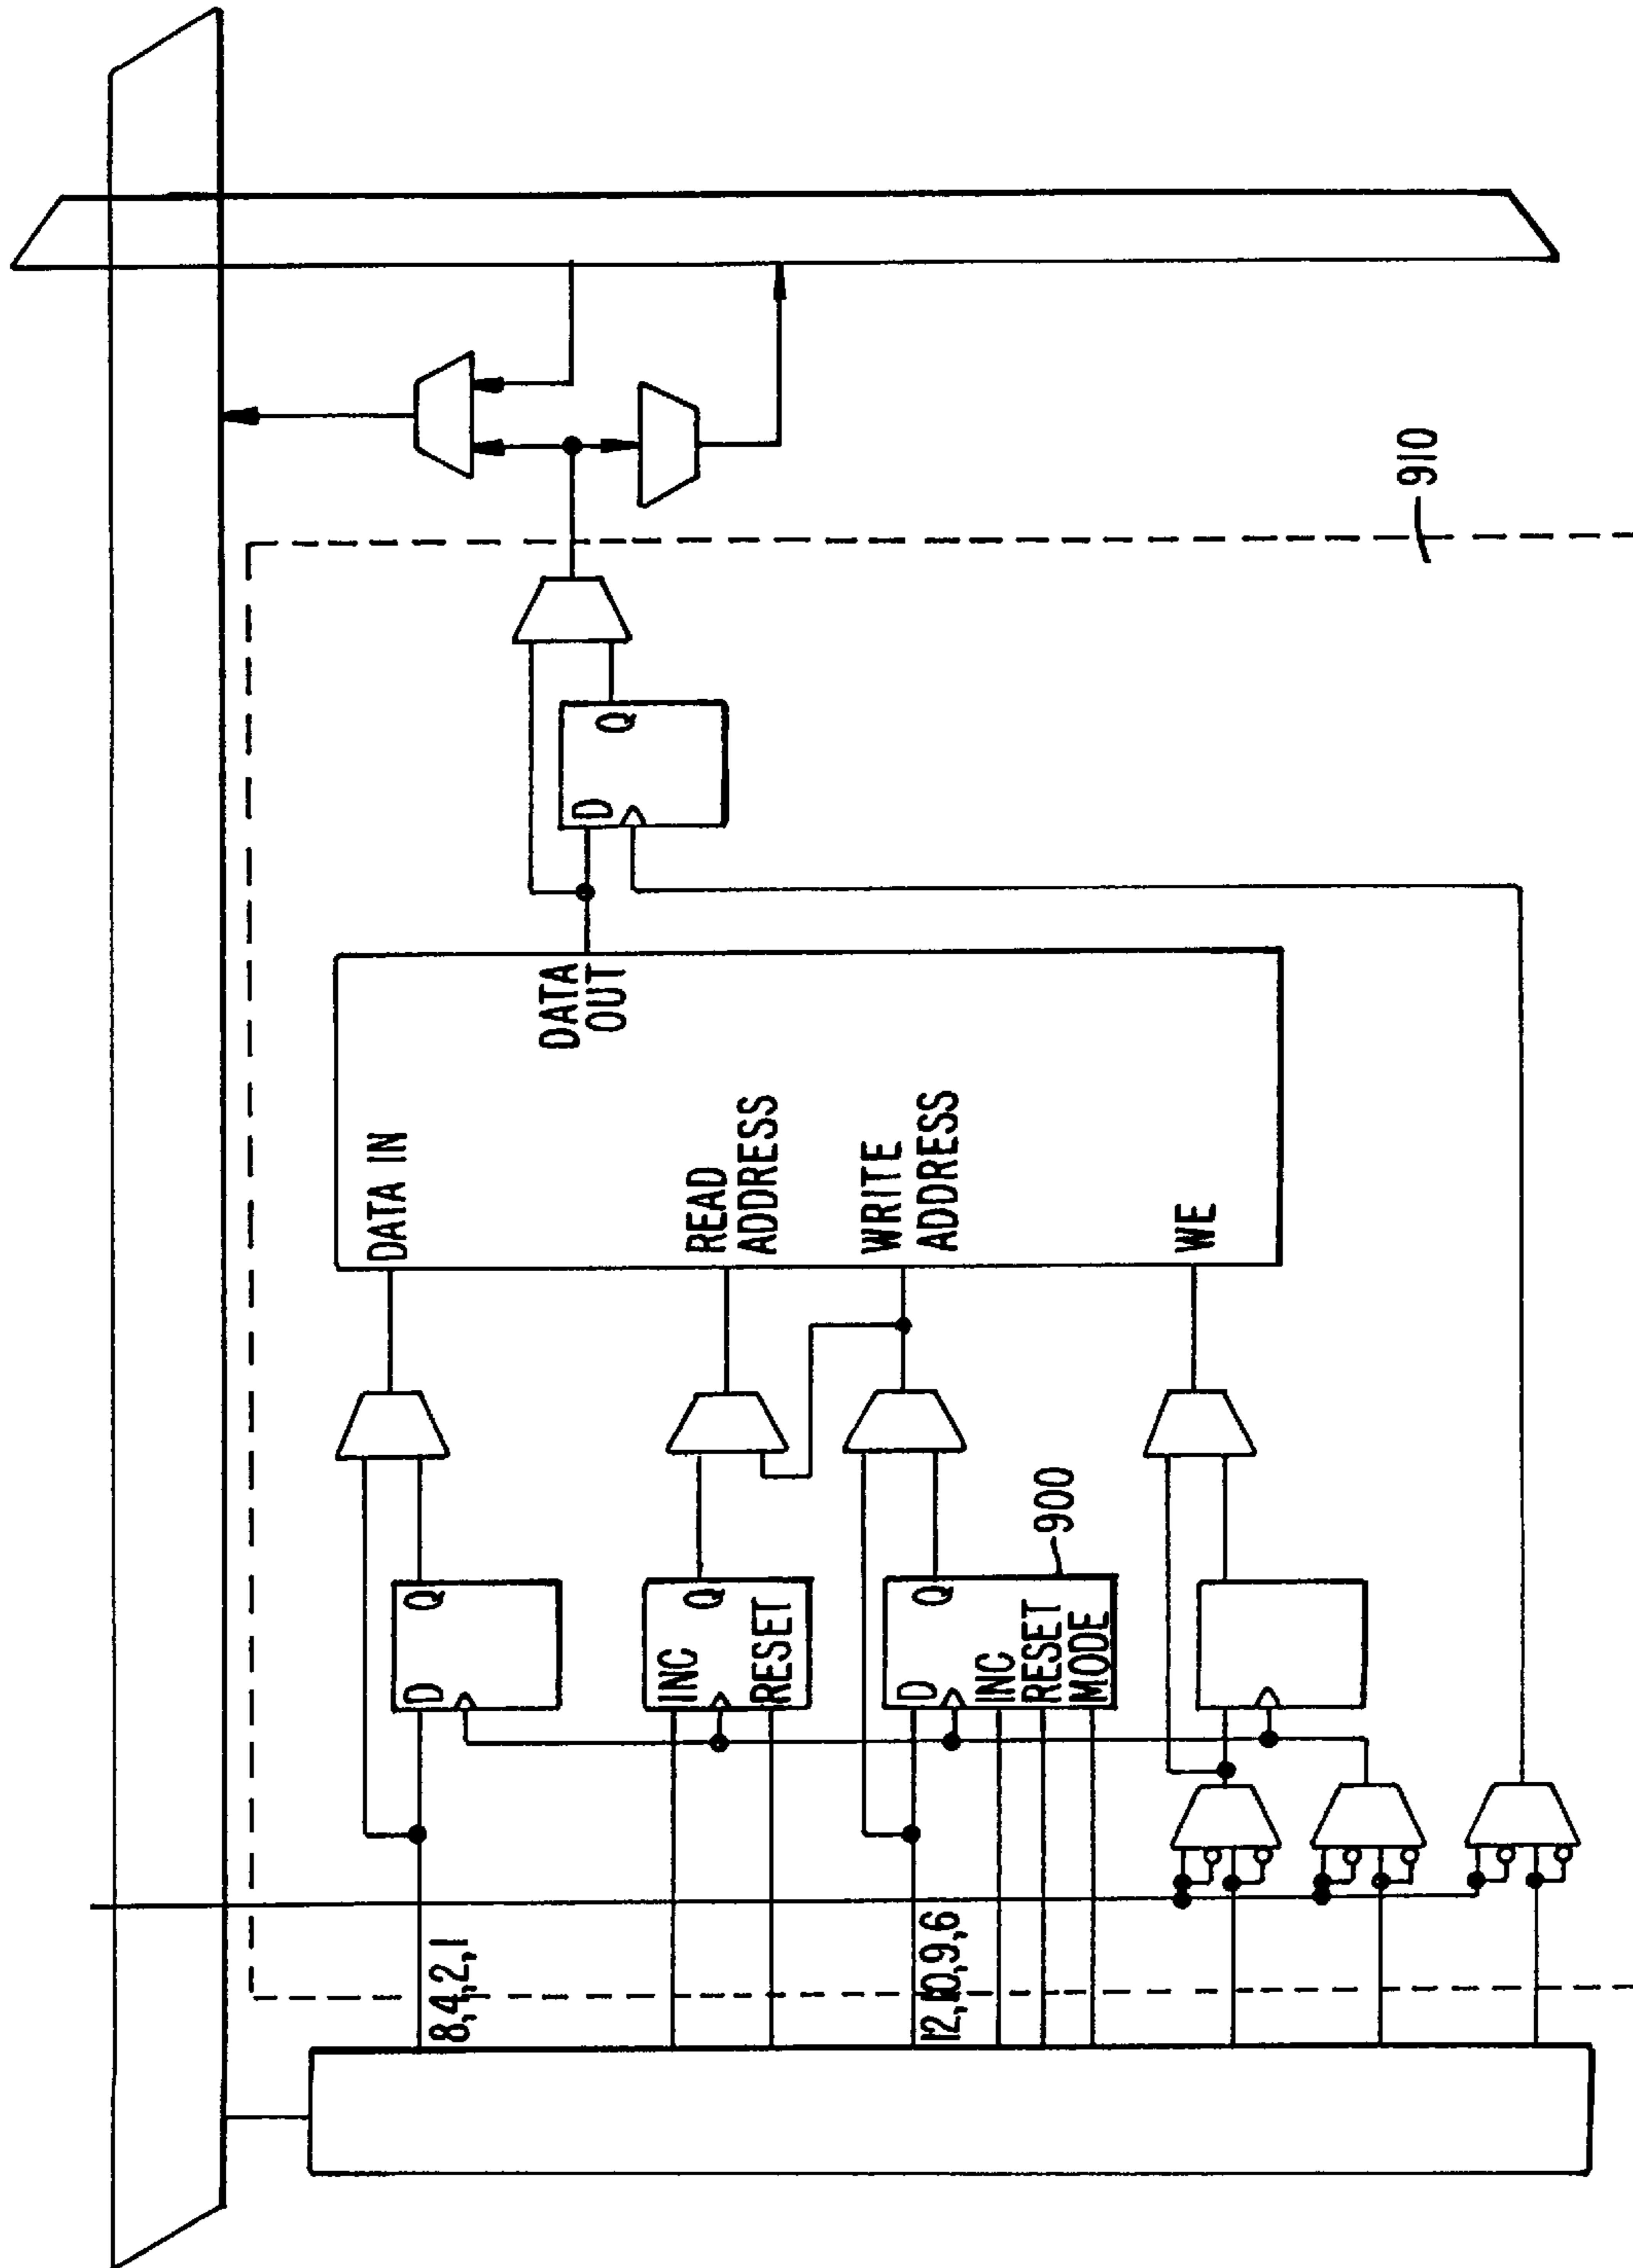 DATA IN
READ
ADDRESS
WRITE
ADDRESS
WE
DATA
OUT
D
Q
D
Q
INC
Q
RESET
D
Q
INC
RESET
MODE
900
8,4,2,1
12,10,9,6
910